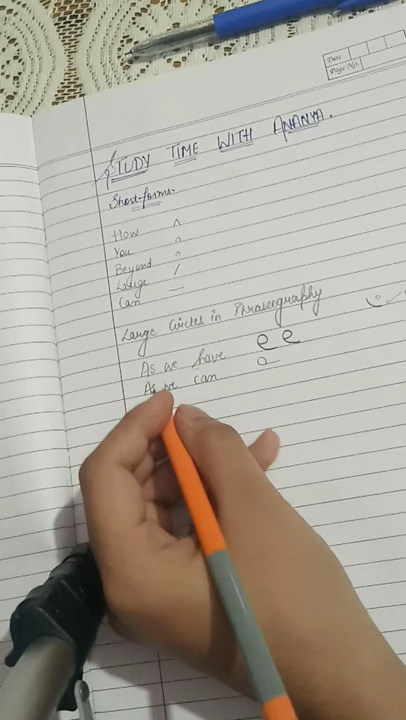 Date
Page No.
STUDY TIME WITH ANANYA.
Short-forms-
How
You
Beyond
Large
Can
Large Circles in Phraseography
As we have
As we can